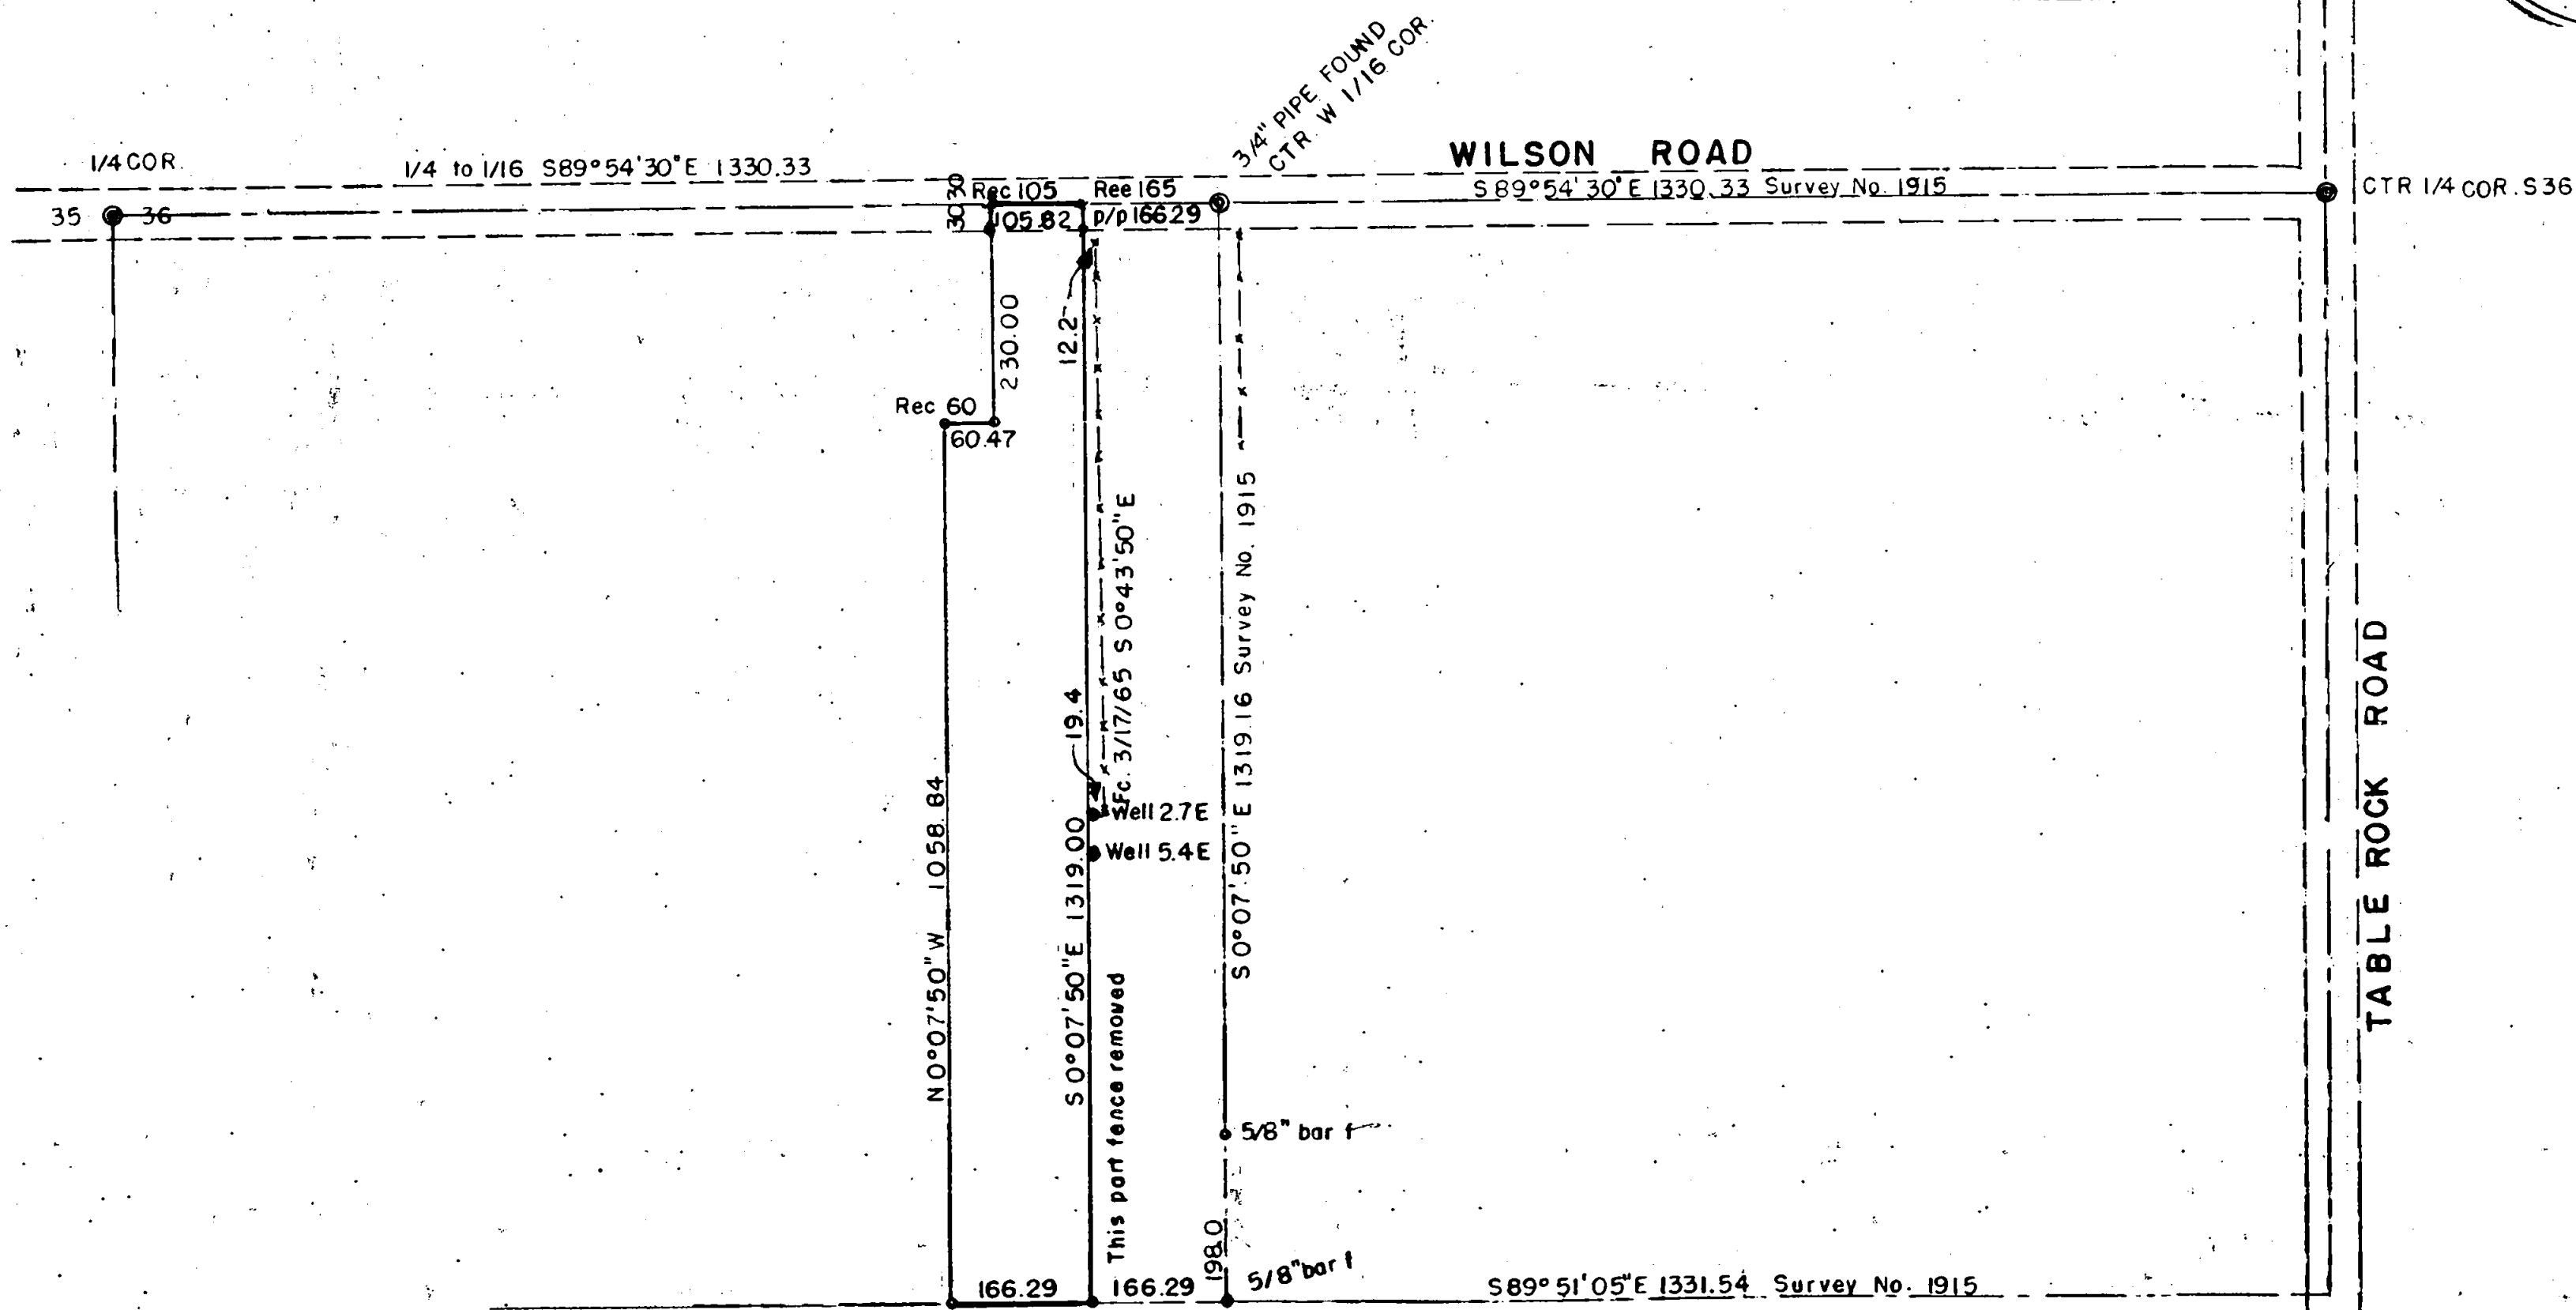 3/4" PIPE FOUND
CTR. W 1/16 COR.
1/4 COR.
1/4 to 1/16 S89°54'30"E 1330.33
WILSON ROAD
S 89°54'30"E 1330.33 Survey No. 1915
CTR 1/4 COR. S36
35
36
30
30
Rec 105
Ree 165
105.82
p/p 166.29
230.00
12.2
Rec 60
60.47
Fc. 3/17/65 S 0°43'50"E
S 0°07'50"E 1319.16 Survey No. 1915
19.4
Well 2.7E
Well 5.4E
N 0°07'50"W 1058.84
S 0°07'50"E 1319.00
This part fence removed
TABLE ROCK ROAD
5/8" bar f
198.0
5/8" bar f
166.29
166.29
S89°51'05"E 1331.54 Survey No. 1915